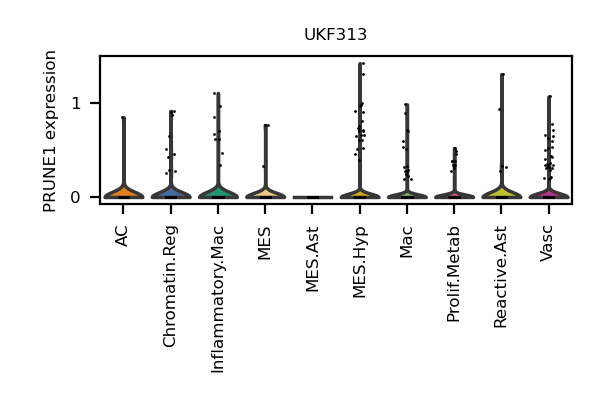 UKF313
PRUNE1 expression
1
0
AC
Chromatin.Reg
Inflammatory.Mac
MES
MES.Ast
MES.Hyp
Mac
Prolif.Metab
Reactive.Ast
Vasc